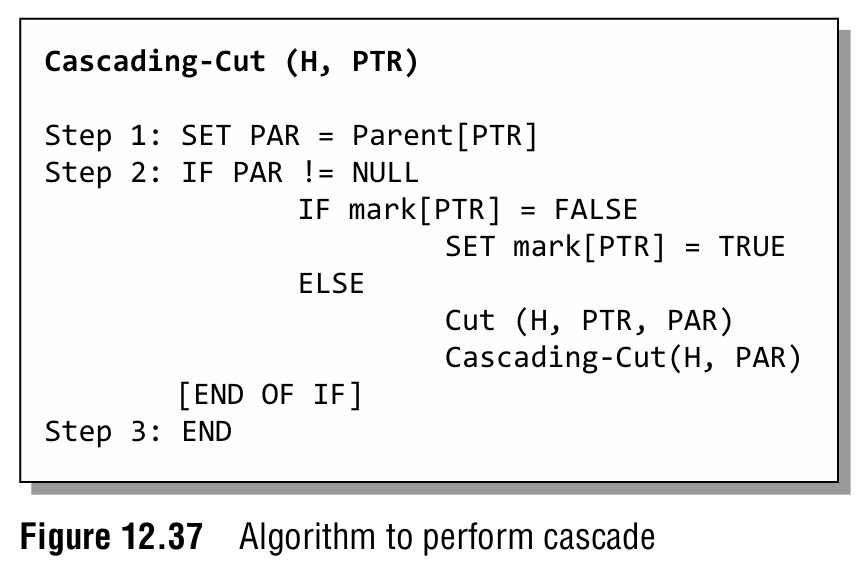 Cascading-Cut (H, PTR)
Step 1: SET PAR = Parent[PTR]
Step 2: IF PAR != NULL
IF mark[PTR] = FALSE
SET mark[PTR] = TRUE
ELSE
Cut (H, PTR, PAR)
Cascading-Cut(H, PAR)
[END OF IF]
Step 3: END
Figure 12.37 Algorithm to perform cascade